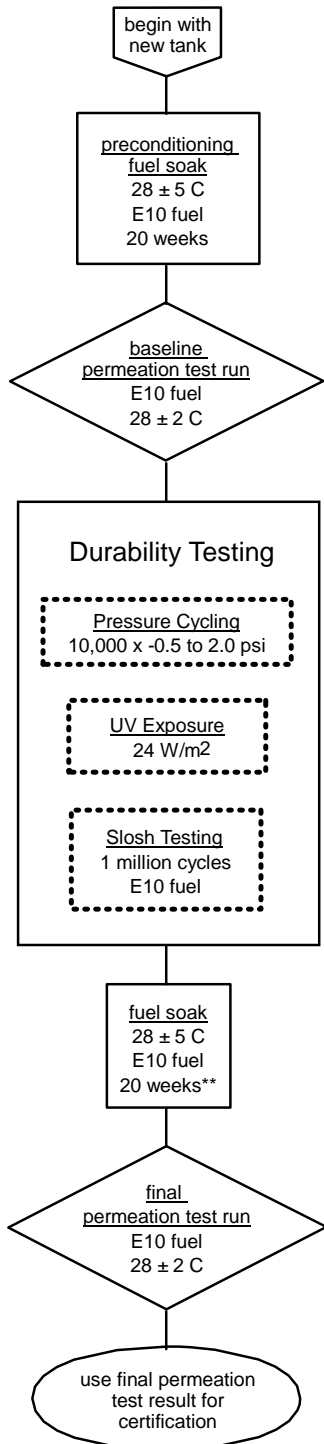 begin with
new tank
preconditioning
fuel soak
28 ± 5 C
E10 fuel
20 weeks
baseline
permeation test run
E10 fuel
28 ± 2 C
Durability Testing
Pressure Cycling
10,000 x -0.5 to 2.0 psi
UV Exposure
24 W/m2
Slosh Testing
1 million cycles
E10 fuel
fuel soak
28 ± 5 C
E10 fuel
20 weeks**
final
permeation test run
E10 fuel
28 ± 2 C
use final permeation
test result for
certification